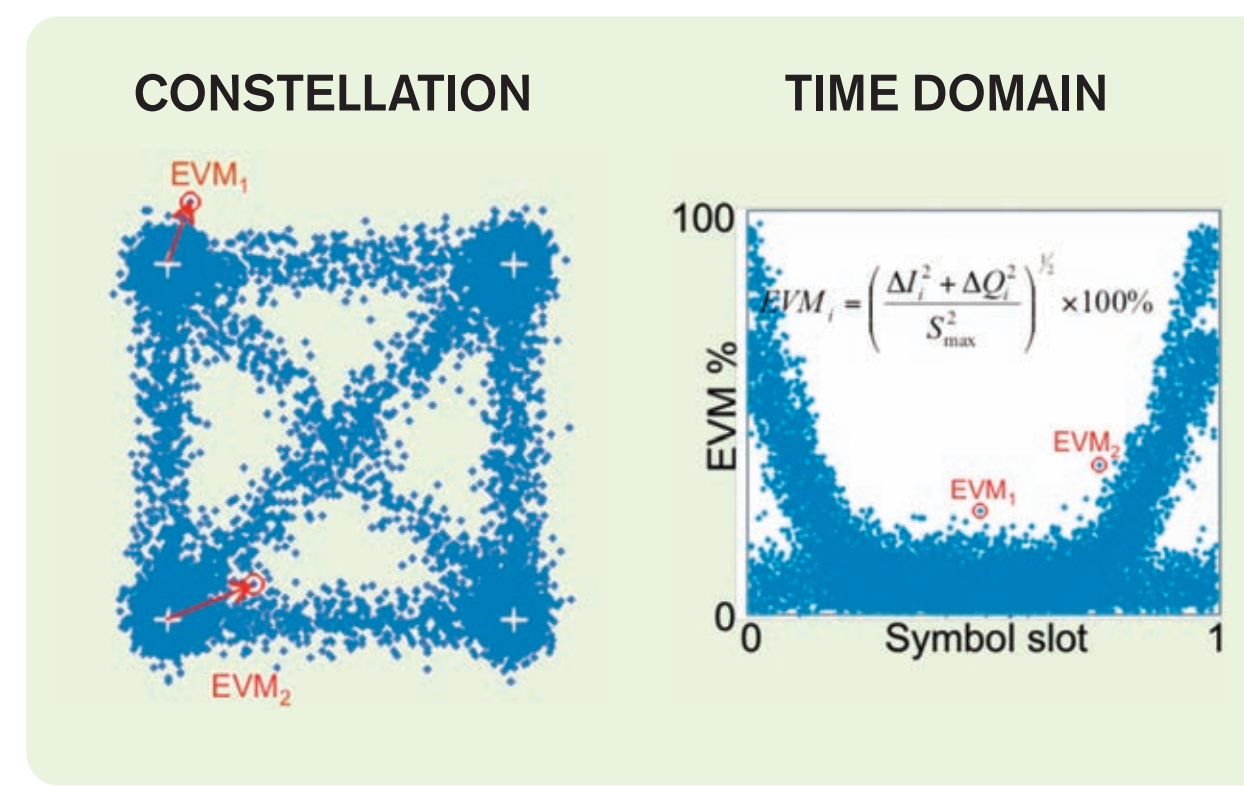 CONSTELLATION
EVM₁
EVM₂
TIME DOMAIN
100
EVM %
0
EVMᵢ = (ΔIᵢ² + ΔQᵢ² / S²max)^½ ×100%
EVM₁
EVM₂
0 Symbol slot 1